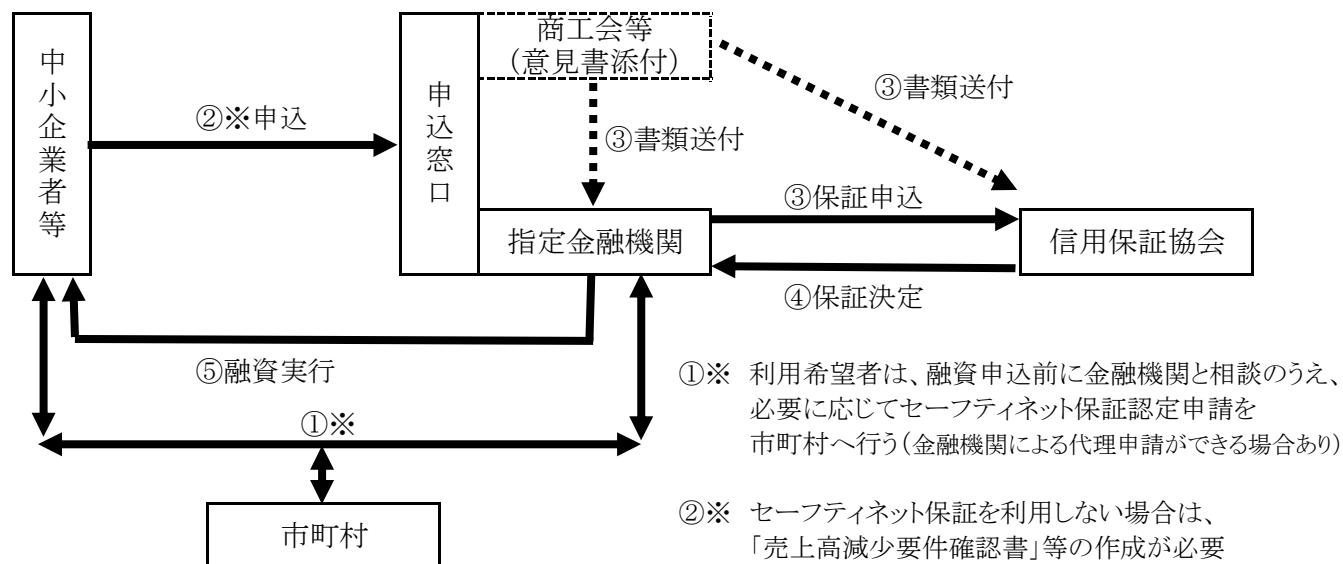 中小企業者等
②※申込
申込窓口
商工会等
(意見書添付)
③書類送付
③書類送付
指定金融機関
③保証申込
信用保証協会
④保証決定
⑤融資実行
①※
市町村
①※ 利用希望者は、融資申込前に金融機関と相談のうえ、
必要に応じてセーフティネット保証認定申請を
市町村へ行う(金融機関による代理申請ができる場合あり)
②※ セーフティネット保証を利用しない場合は、
「売上高減少要件確認書」等の作成が必要